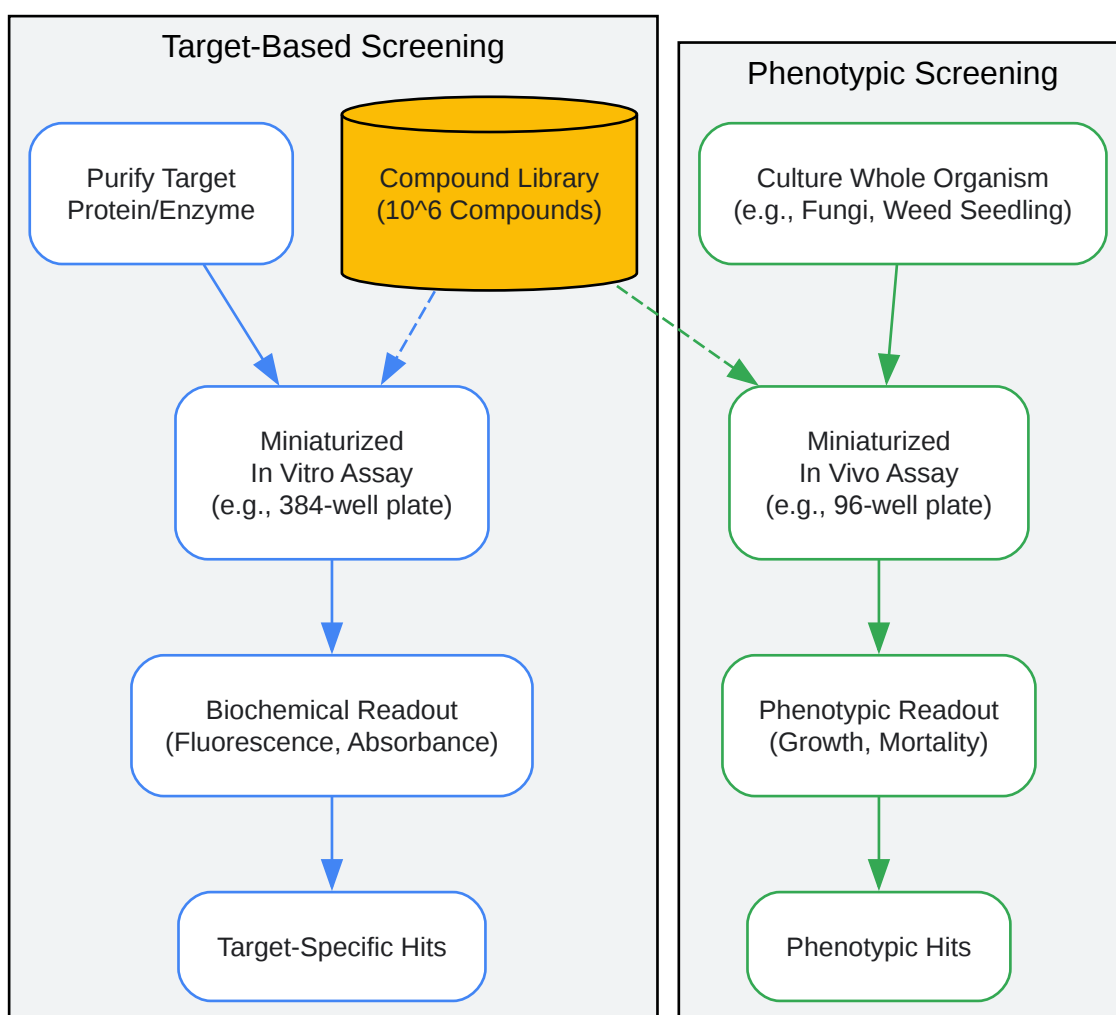 Target-Based Screening
Purify Target
Protein/Enzyme
Compound Library
(10^6 Compounds)
Miniaturized
In Vitro Assay
(e.g., 384-well plate)
Biochemical Readout
(Fluorescence, Absorbance)
Target-Specific Hits
Phenotypic Screening
Culture Whole Organism
(e.g., Fungi, Weed Seedling)
Miniaturized
In Vivo Assay
(e.g., 96-well plate)
Phenotypic Readout
(Growth, Mortality)
Phenotypic Hits